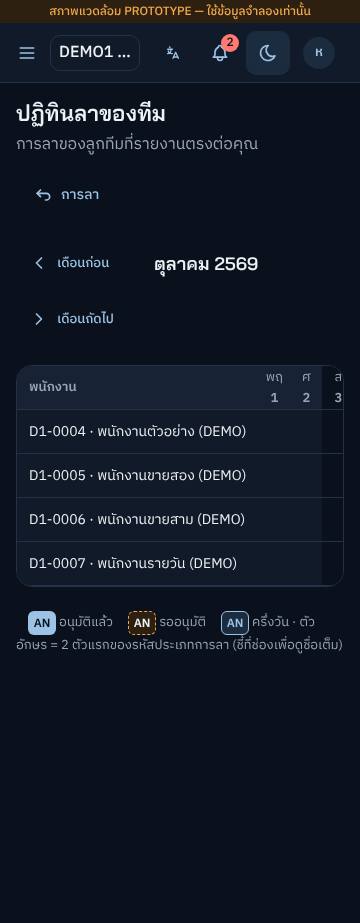 สภาพแวดล้อม PROTOTYPE — ใช้ข้อมูลจำลองเท่านั้น
DEMO1 ... 2 K
ปฏิทินลาของทีม
การลาของลูกทีมที่รายงานตรงต่อคุณ
การลา
เดือนก่อน ตุลาคม 2569
เดือนถัดไป
พนักงาน พฤ 1 ศ 2 ส 3
D1-0004 · พนักงานตัวอย่าง (DEMO)
D1-0005 · พนักงานขายสอง (DEMO)
D1-0006 · พนักงานขายสาม (DEMO)
D1-0007 · พนักงานรายวัน (DEMO)
AN อนุมัติแล้ว AN รออนุมัติ AN ครึ่งวัน · ตัว
อักษร = 2 ตัวแรกของรหัสประเภทการลา (ชี้ที่ช่องเพื่อดูชื่อเต็ม)